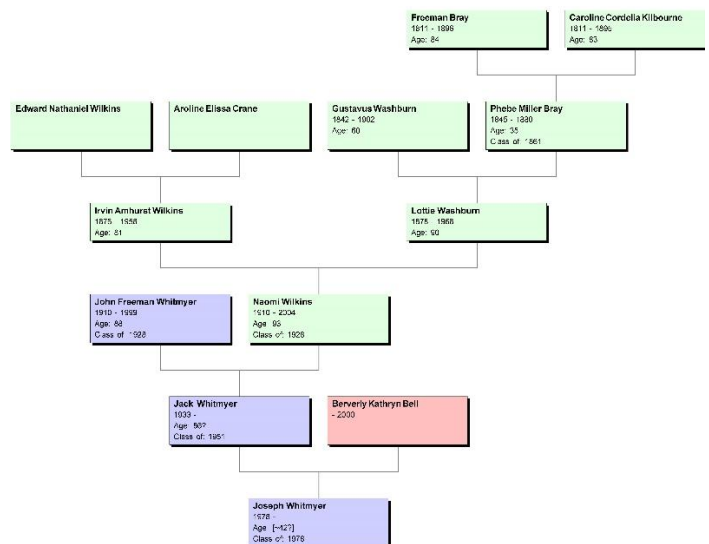 Freeman Bray
1811 - 1896
Age: 84
Caroline Cordelia Kilbourne
1811 - 1895
Age: 83
Edward Nathaniel Wilkins
Aroline Elissa Crane
Gustavus Washburn
1842 - 1902
Age: 60
Phebe Miller Bray
1845 - 1880
Age: 35
Class of: 1861
Irvin Amhurst Wilkins
1875 - 1956
Age: 81
Lottie Washburn
1878 - 1968
Age: 90
John Freeman Whitmyer
1910 - 1999
Age: 88
Class of: 1928
Naomi Wilkins
1910 - 2004
Age: 93
Class of: 1926
Jack Whitmyer
1933 -
Class of: 1951
Berverly Kathryn Bell
- 2000
Joseph Whitmyer
Age: [~42?]
Class of: 1976